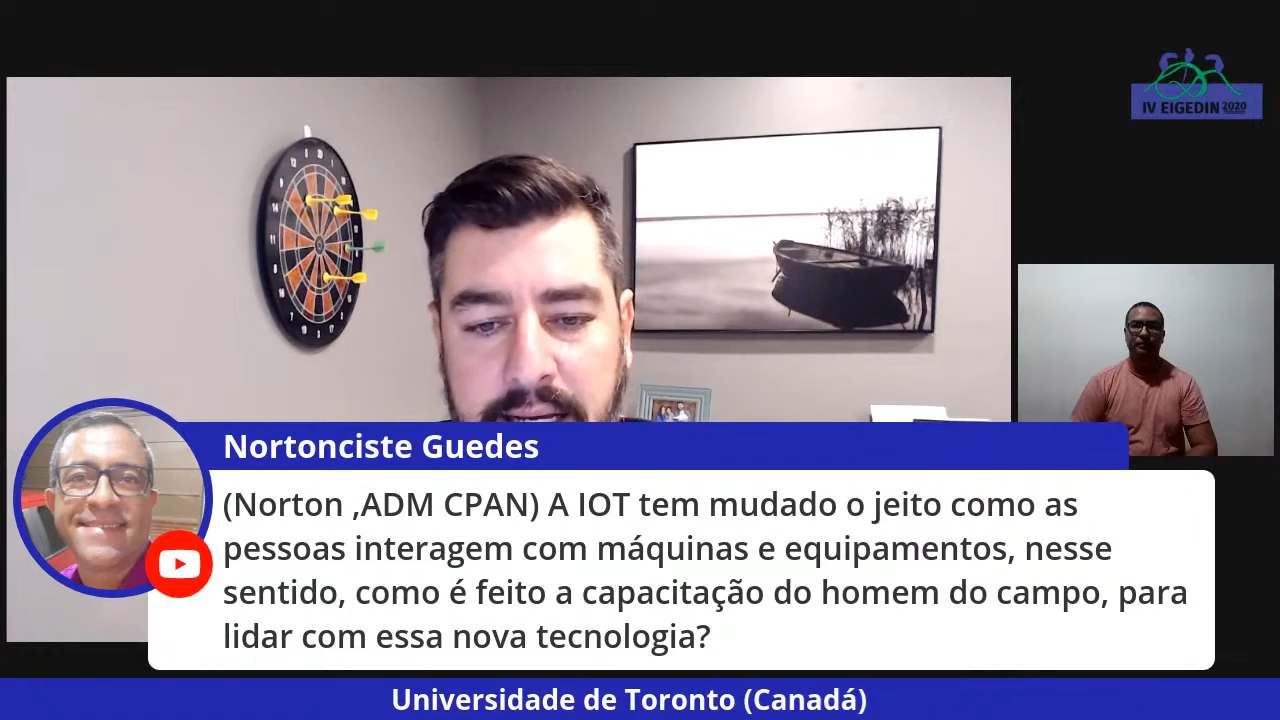 IV EIGEDIN 2020
Nortonciste Guedes
(Norton ,ADM CPAN) A IOT tem mudado o jeito como as
pessoas interagem com máquinas e equipamentos, nesse
sentido, como é feito a capacitação do homem do campo, para
lidar com essa nova tecnologia?
Universidade de Toronto (Canadá)